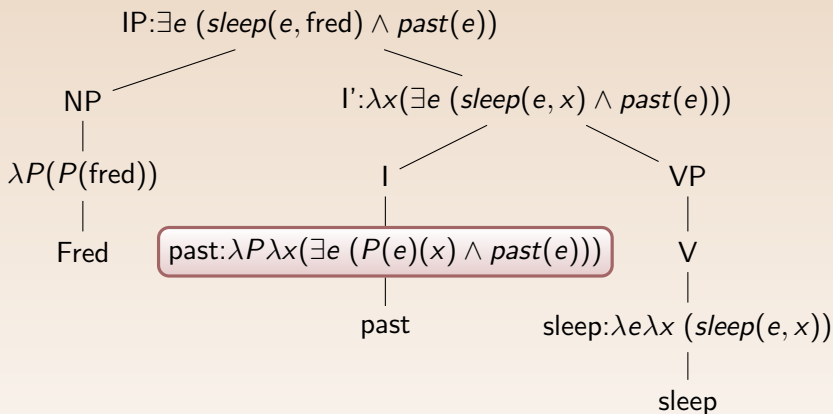 IP:∃e (sleep(e, fred) ∧ past(e))
NP I':λx(∃e (sleep(e, x) ∧ past(e)))
λP(P(fred)) I VP
Fred past:λPλx(∃e (P(e)(x) ∧ past(e))) V
past sleep:λeλx (sleep(e, x))
sleep